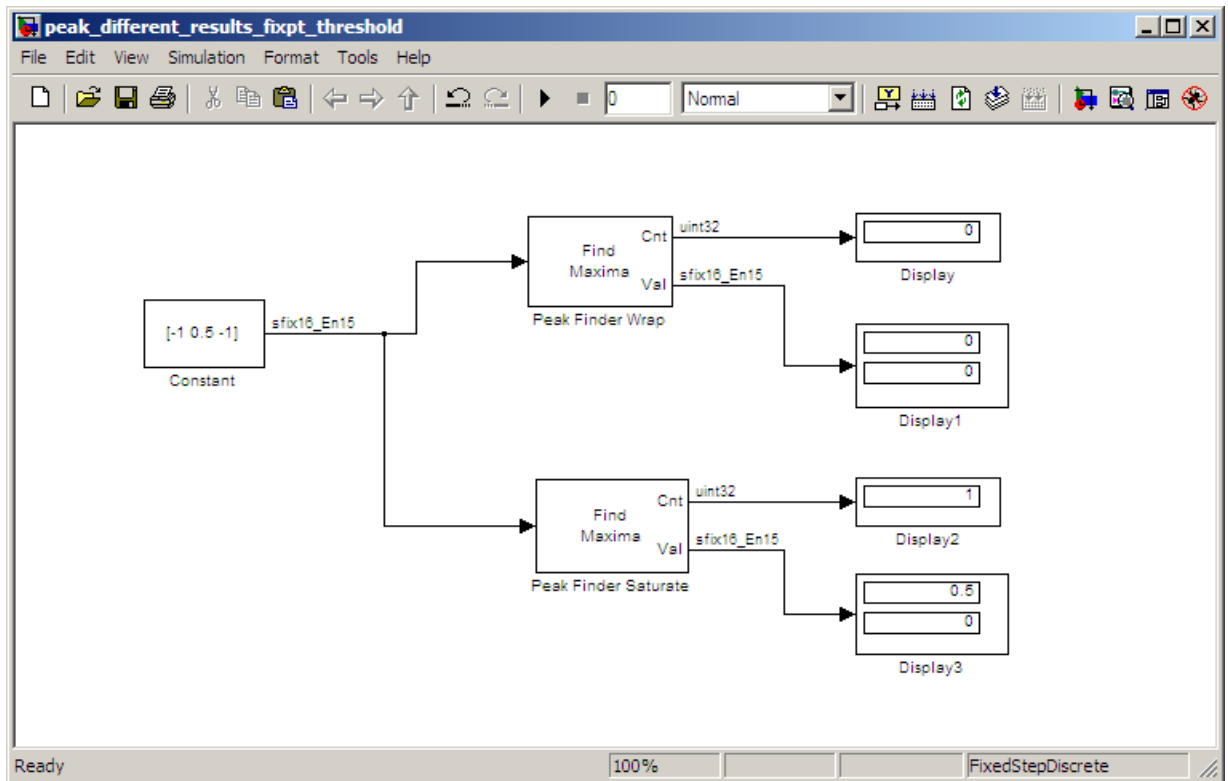 peak_different_results_fixpt_threshold
File Edit View Simulation Format Tools Help
0 Normal
[-1 0.5 -1]
Constant
sfix16_En15
Find
Maxima
Cnt
Val
Peak Finder Wrap
uint32
sfix16_En15
0
Display
0
0
Display1
Find
Maxima
Cnt
Val
Peak Finder Saturate
uint32
sfix16_En15
1
Display2
0.5
0
Display3
Ready 100% FixedStepDiscrete